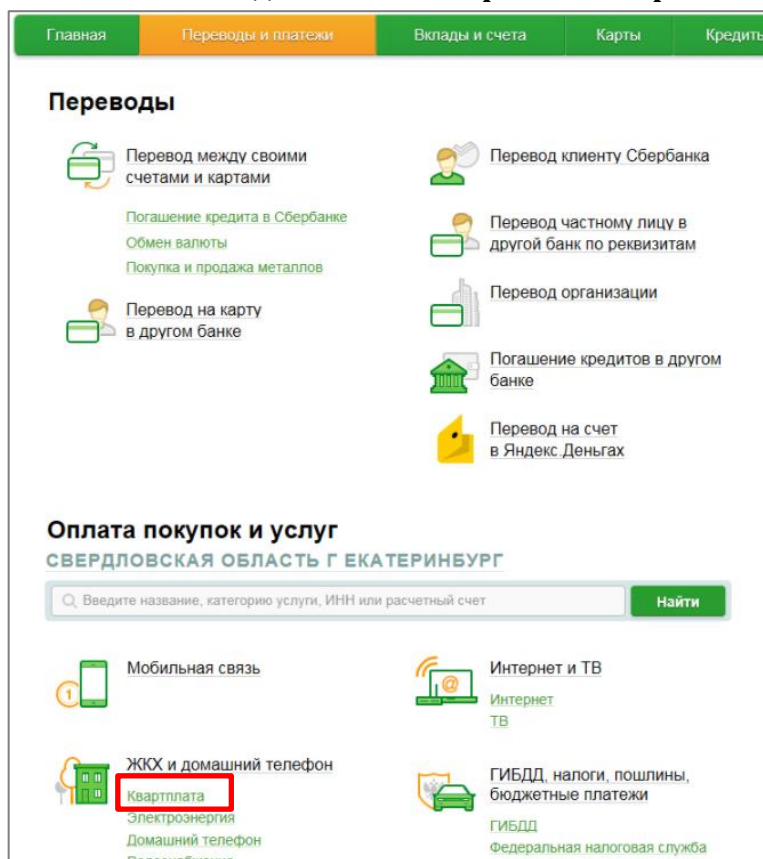 Главная Переводы и платежи Вклады и счета Карты Кредиты
Переводы
Перевод между своими
счетами и картами
Погашение кредита в Сбербанке
Обмен валюты
Покупка и продажа металлов
Перевод на карту
в другом банке
Перевод клиенту Сбербанка
Перевод частному лицу в
другой банк по реквизитам
Перевод организации
Погашение кредитов в другом
банке
Перевод на счет
в Яндекс.Деньгах
Оплата покупок и услуг
СВЕРДЛОВСКАЯ ОБЛАСТЬ Г ЕКАТЕРИНБУРГ
Введите название, категорию услуги, ИНН или расчетный счет Найти
Мобильная связь
Интернет и ТВ
Интернет
ТВ
ЖКХ и домашний телефон
Квартплата
Электроэнергия
Домашний телефон
ГИБДД, налоги, пошлины,
бюджетные платежи
ГИБДД
Федеральная налоговая служба